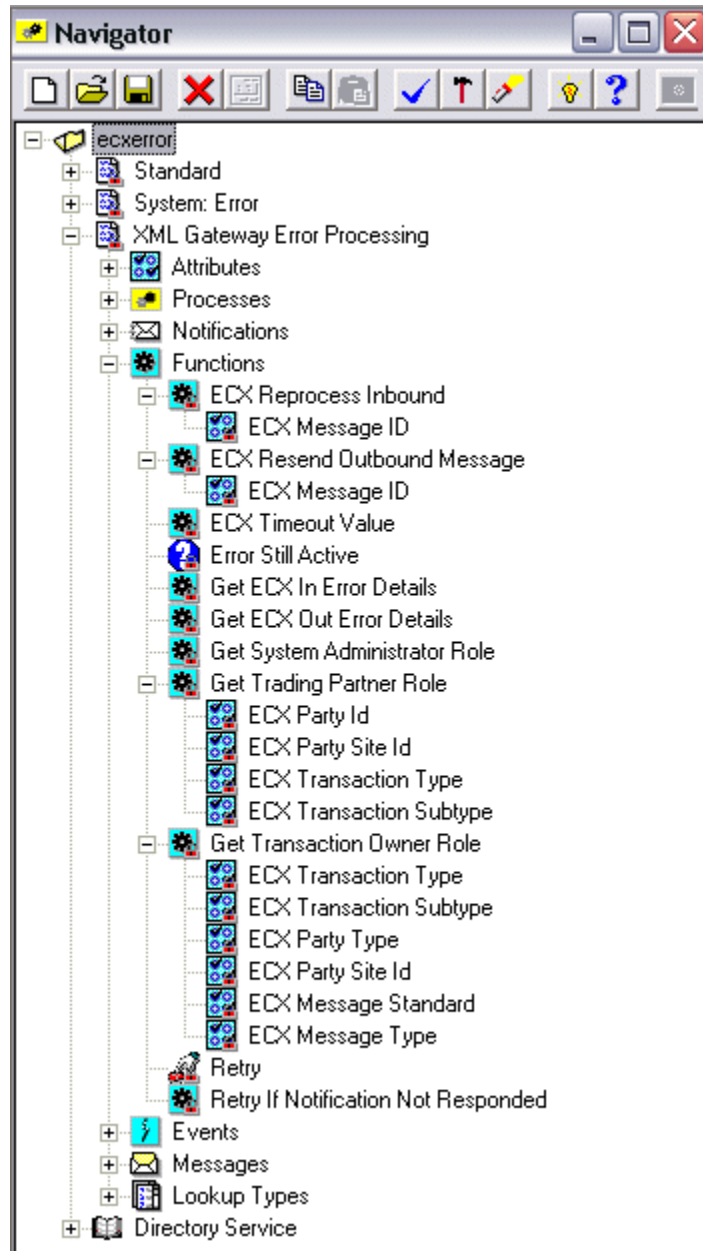 Navigator
ecxerror
Standard
System: Error
XML Gateway Error Processing
Attributes
Processes
Notifications
Functions
ECX Reprocess Inbound
ECX Message ID
ECX Resend Outbound Message
ECX Message ID
ECX Timeout Value
Error Still Active
Get ECX In Error Details
Get ECX Out Error Details
Get System Administrator Role
Get Trading Partner Role
ECX Party Id
ECX Party Site Id
ECX Transaction Type
ECX Transaction Subtype
Get Transaction Owner Role
ECX Transaction Type
ECX Transaction Subtype
ECX Party Type
ECX Party Site Id
ECX Message Standard
ECX Message Type
Retry
Retry If Notification Not Responded
Events
Messages
Lookup Types
Directory Service